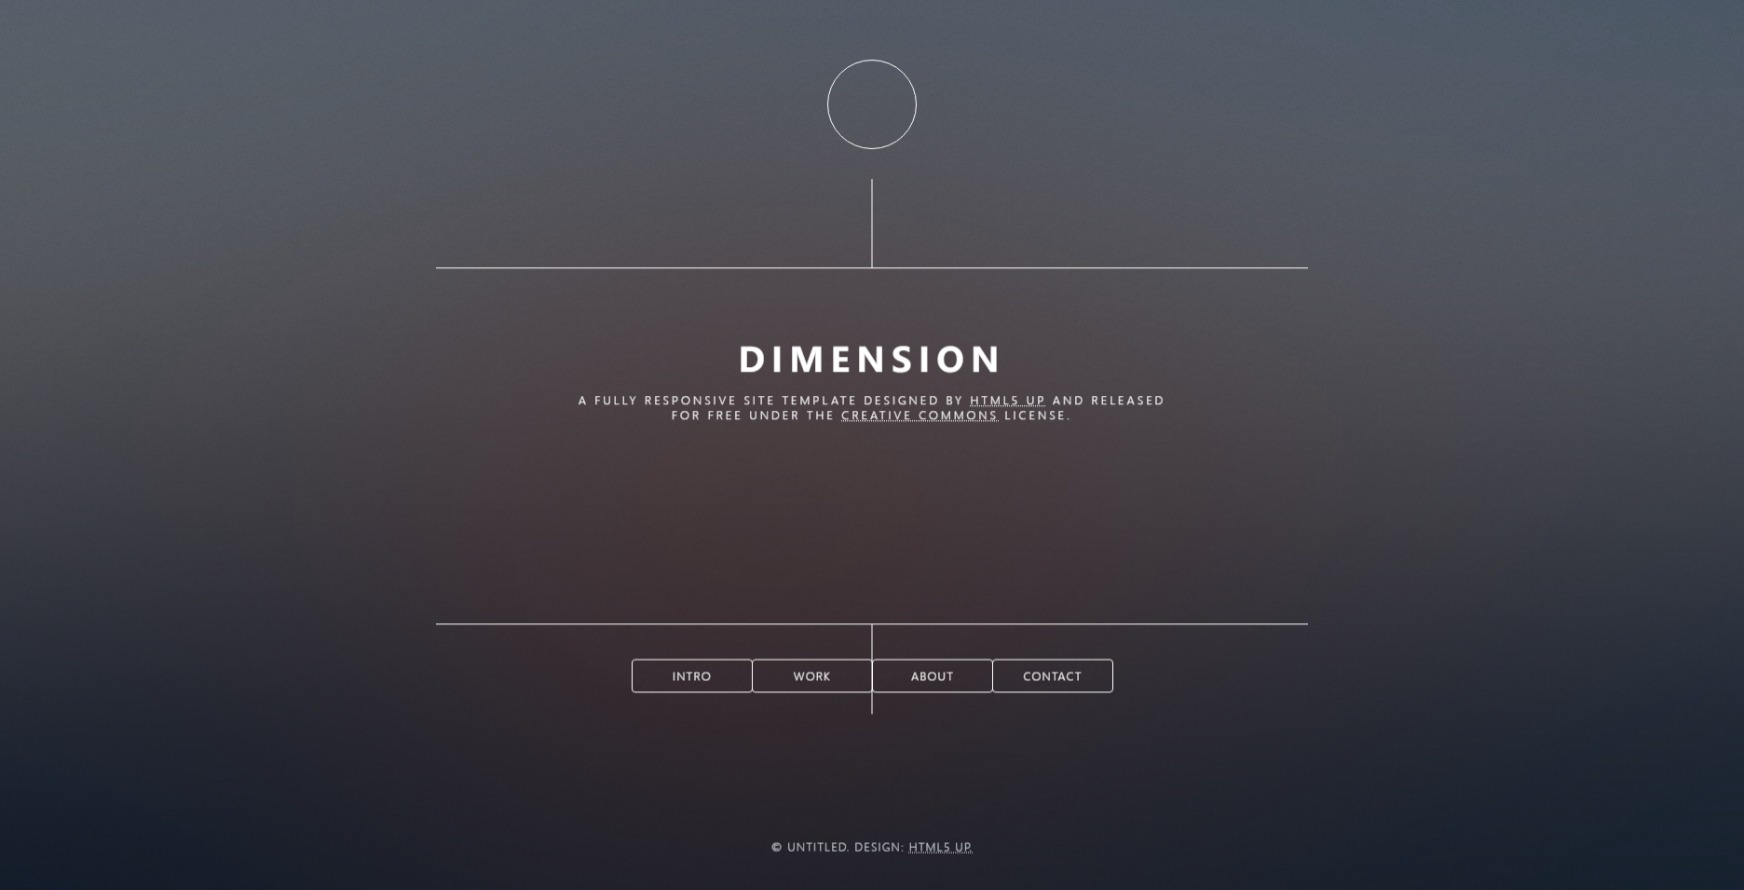 DIMENSION
A FULLY RESPONSIVE SITE TEMPLATE DESIGNED BY HTML5 UP AND RELEASED
FOR FREE UNDER THE CREATIVE COMMONS LICENSE.
INTRO WORK ABOUT CONTACT
© UNTITLED. DESIGN: HTML5 UP.